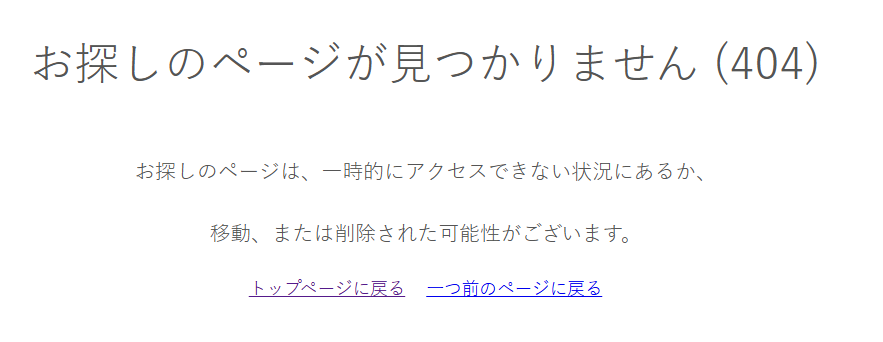 お探しのページが見つかりません (404)
お探しのページは、一時的にアクセスできない状況にあるか、
移動、または削除された可能性がございます。
トップページに戻る 一つ前のページに戻る